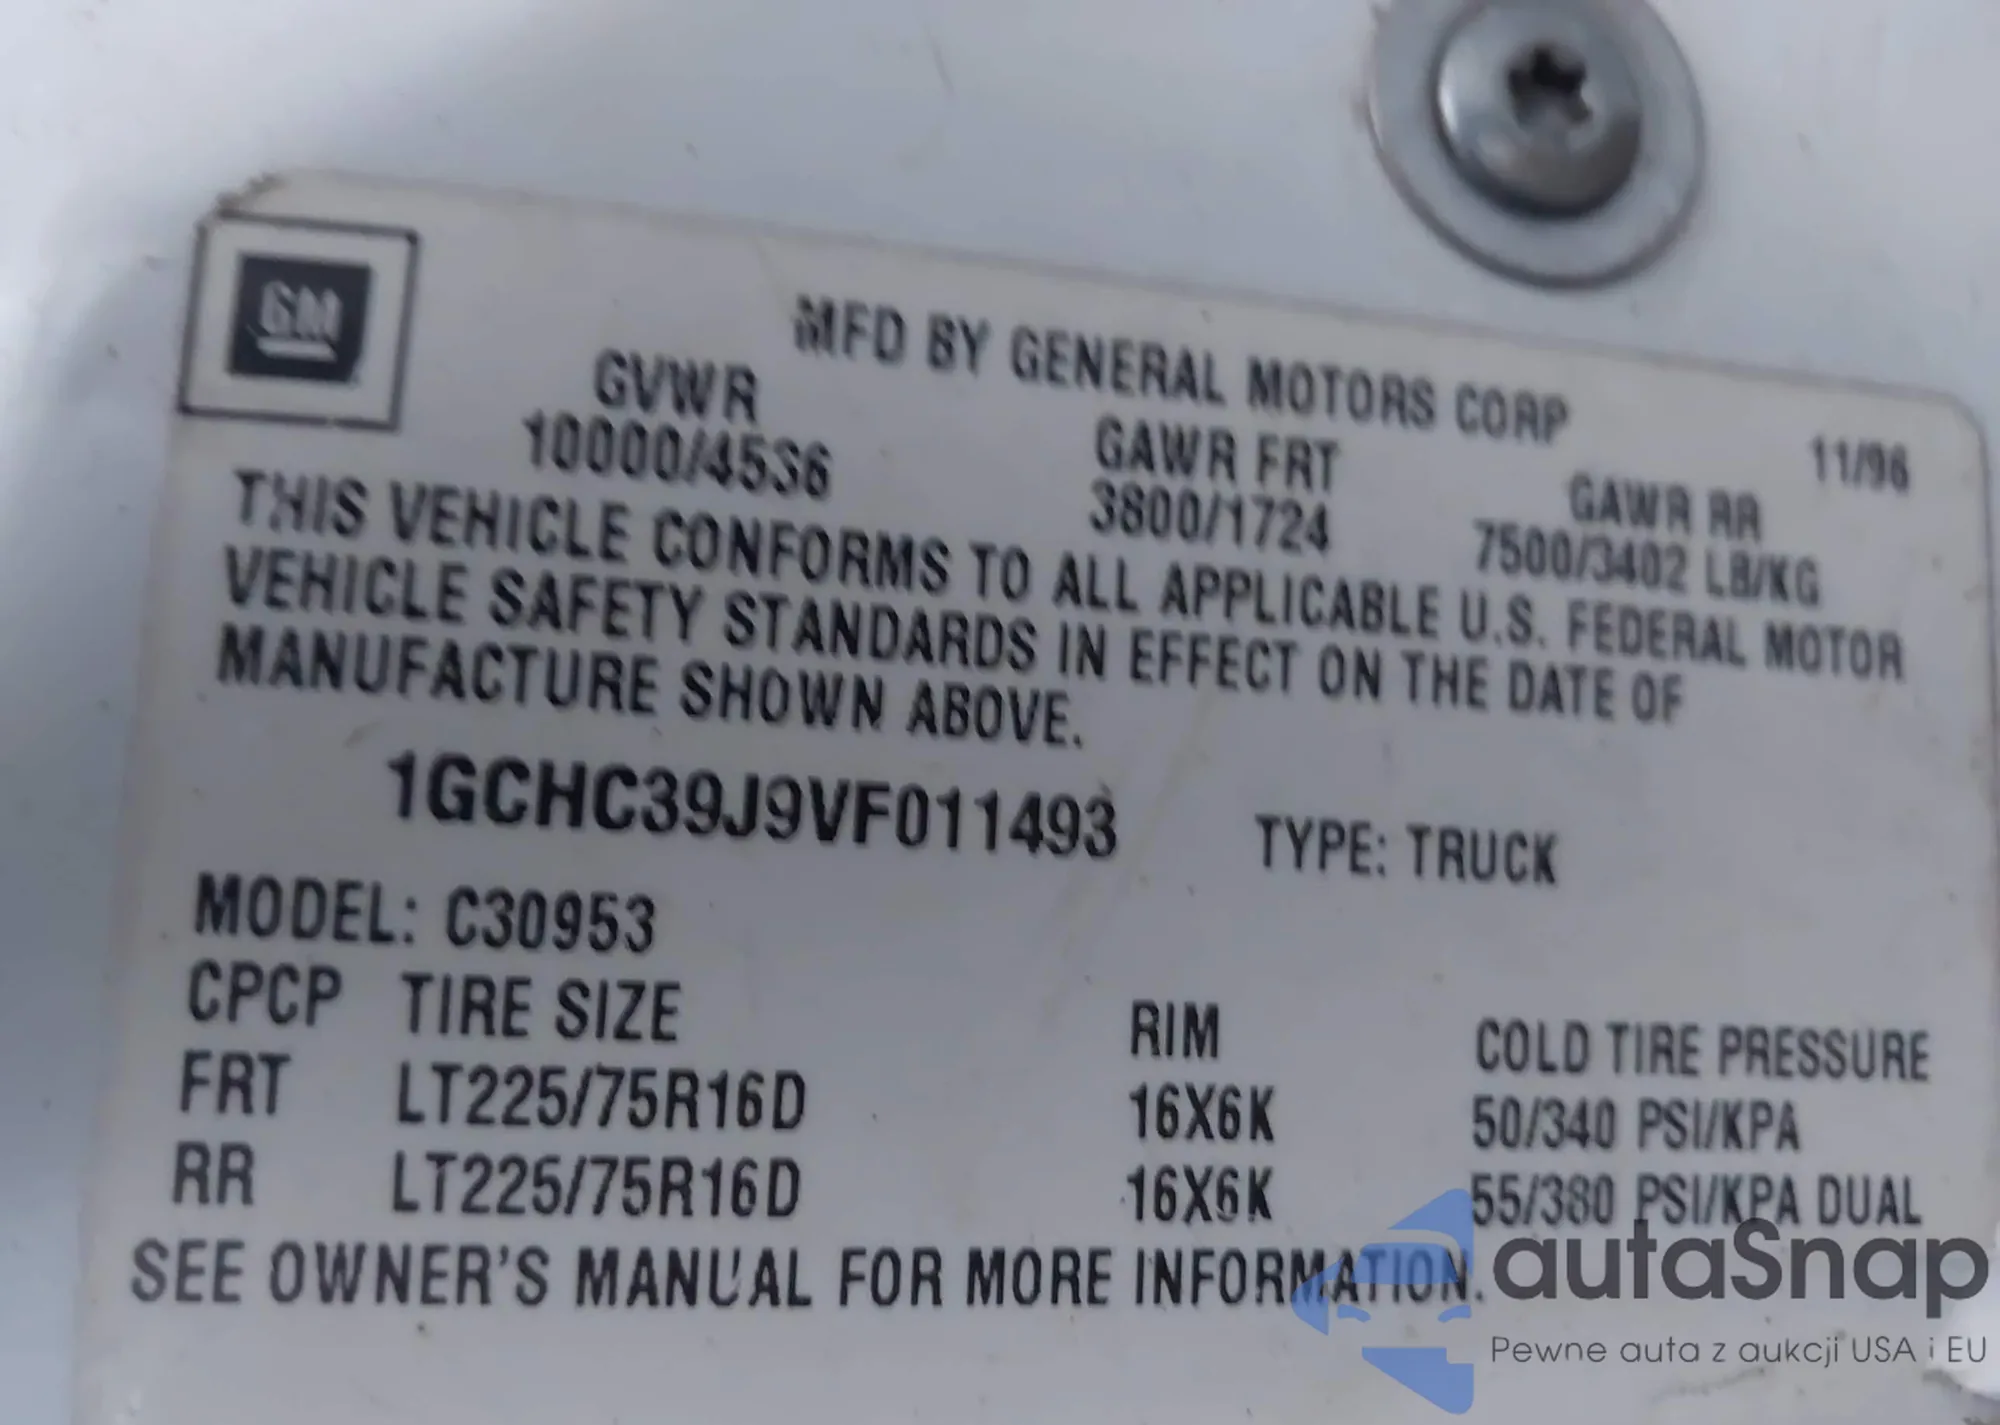 GM
MFD BY GENERAL MOTORS CORP
11/96
GVWR
GAWR FRT
GAWR RR
10000/4536
3800/1724
7500/3402 LB/KG
THIS VEHICLE CONFORMS TO ALL APPLICABLE U.S. FEDERAL MOTOR
VEHICLE SAFETY STANDARDS IN EFFECT ON THE DATE OF
MANUFACTURE SHOWN ABOVE.
1GCHC39J9VF011493 TYPE: TRUCK
MODEL: C30953
CPCP TIRE SIZE RIM COLD TIRE PRESSURE
FRT LT225/75R16D 16X6K 50/340 PSI/KPA
RR LT225/75R16D 16X6K 55/380 PSI/KPA DUAL
SEE OWNER'S MANUAL FOR MORE INFORMATION.
autaSnap
Pewne auta z aukcji USA i EU